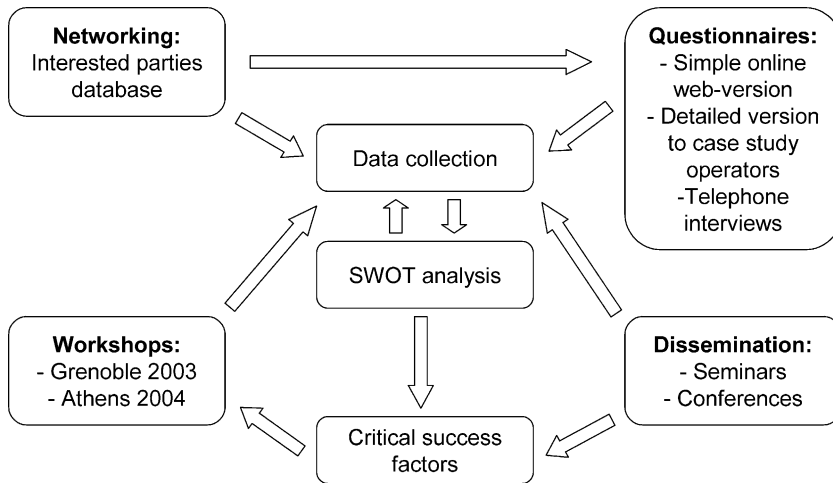 Networking:
Interested parties
database
Questionnaires:
- Simple online
web-version
- Detailed version
to case study
operators
-Telephone
interviews
Data collection
SWOT analysis
Workshops:
- Grenoble 2003
- Athens 2004
Dissemination:
- Seminars
- Conferences
Critical success
factors